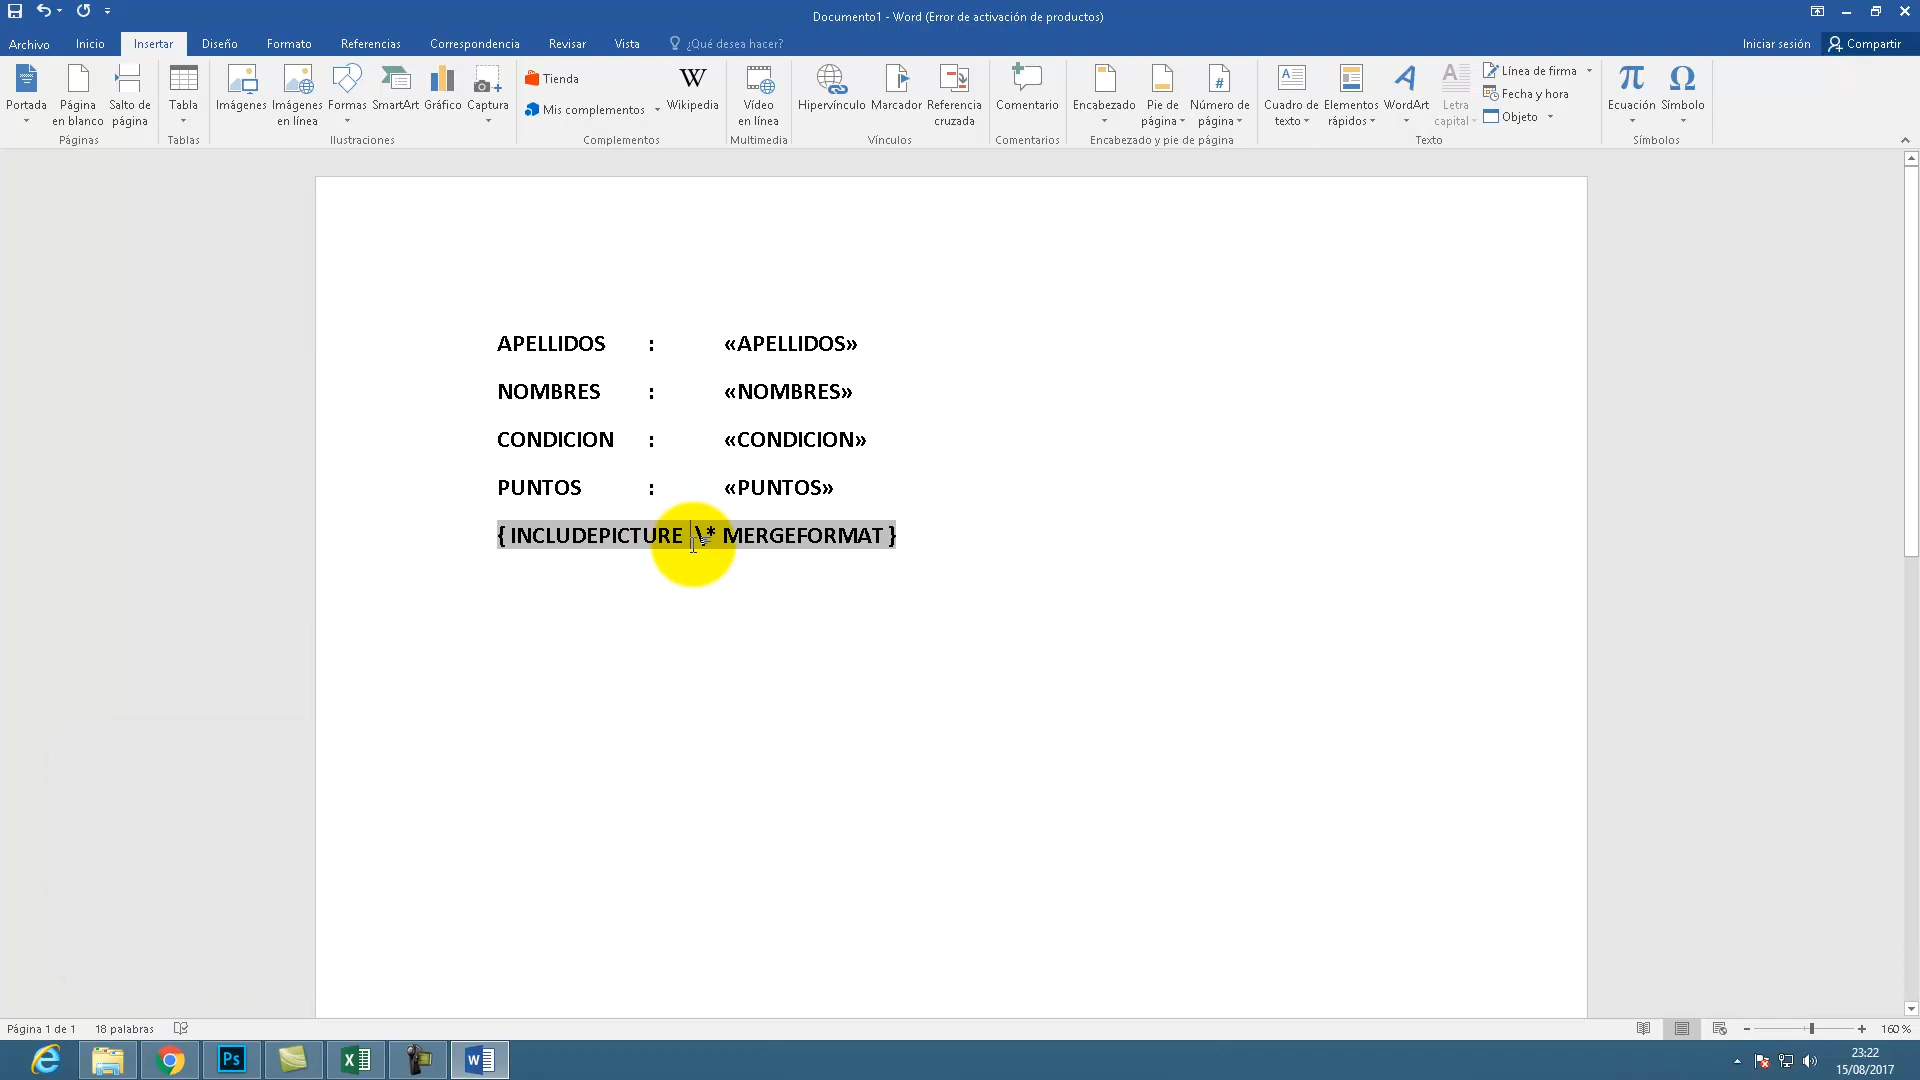 Documento1 - Word (Error de activación de productos)
Archivo Inicio Insertar Diseño Formato Referencias Correspondencia Revisar Vista ¿Qué desea hacer? Iniciar sesión Compartir
Portada Página en blanco Salto de página Tabla Imágenes Imágenes en línea Formas SmartArt Gráfico Captura Tienda Mis complementos Wikipedia Vídeo en línea Hipervínculo Marcador Referencia cruzada Comentario Encabezado Pie de página Número de página Cuadro de texto Elementos rápidos WordArt Letra capital Línea de firma Fecha y hora Objeto Ecuación Símbolo
Páginas Tablas Ilustraciones Complementos Multimedia Vínculos Comentarios Encabezado y pie de página Texto Símbolos
APELLIDOS : «APELLIDOS»
NOMBRES : «NOMBRES»
CONDICION : «CONDICION»
PUNTOS : «PUNTOS»
{ INCLUDEPICTURE \* MERGEFORMAT }
Página 1 de 1 18 palabras 160 %
Ps
23:22
15/08/2017